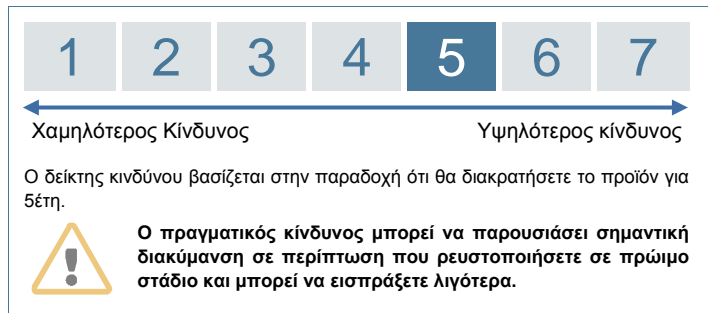 1 2 3 4 5 6 7
Χαμηλότερος Κίνδυνος Υψηλότερος κίνδυνος
Ο δείκτης κινδύνου βασίζεται στην παραδοχή ότι θα διακρατήσετε το προϊόν για
5έτη.
Ο πραγματικός κίνδυνος μπορεί να παρουσιάσει σημαντική
διακύμανση σε περίπτωση που ρευστοποιήσετε σε πρώιμο
στάδιο και μπορεί να εισπράξετε λιγότερα.